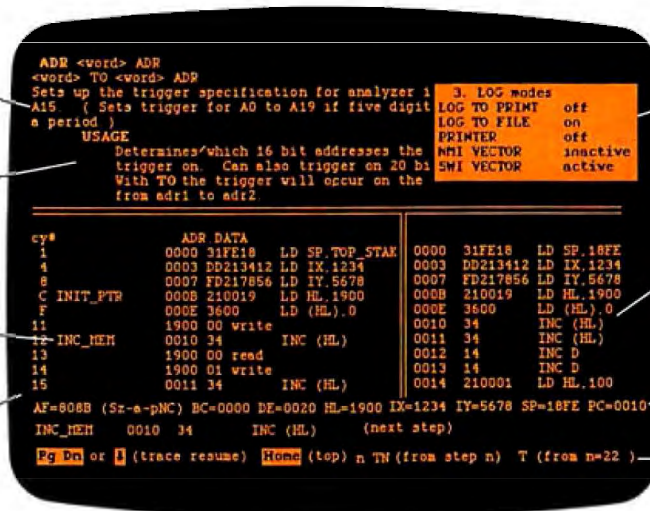 ADR <word> ADR
<word> TO <word> ADR
Sets up the trigger specification for analyzer i
A15. ( Sets trigger for A0 to A19 if five digit
a period )
USAGE
Determines which 16 bit addresses the
trigger on. Can also trigger on 20 bi
With TO the trigger will occur on the
from adr1 to adr2.
3. LOG modes
LOG TO PRINT off
LOG TO FILE on
PRINTER off
NMI VECTOR inactive
SWI VECTOR active
cy# ADR DATA
1 0000 31FE18 LD SP,TOP_STAK
4 0003 DD213412 LD IX,1234
8 0007 FD217856 LD IY,5678
C INIT_PTR 000B 210019 LD HL,1900
F 000E 3600 LD (HL),0
11 1900 00 write
12 INC_MEM 0010 34 INC (HL)
13 1900 00 read
14 1900 01 write
15 0011 34 INC (HL)
0000 31FE18 LD SP,18FE
0003 DD213412 LD IX,1234
0007 FD217856 LD IY,5678
000B 210019 LD HL,1900
000E 3600 LD (HL),0
0010 34 INC (HL)
0011 34 INC (HL)
0012 14 INC D
0013 14 INC D
0014 210001 LD HL,100
AF=808B (Sz-a-pNC) BC=0000 DE=0020 HL=1900 IX=1234 IY=5678 SP=18FE PC=0010
INC_MEM 0010 34 INC (HL) (next step)
Pg Dn or ↓ (trace resume) Home (top) n TN (from step n) T (from n=22 )